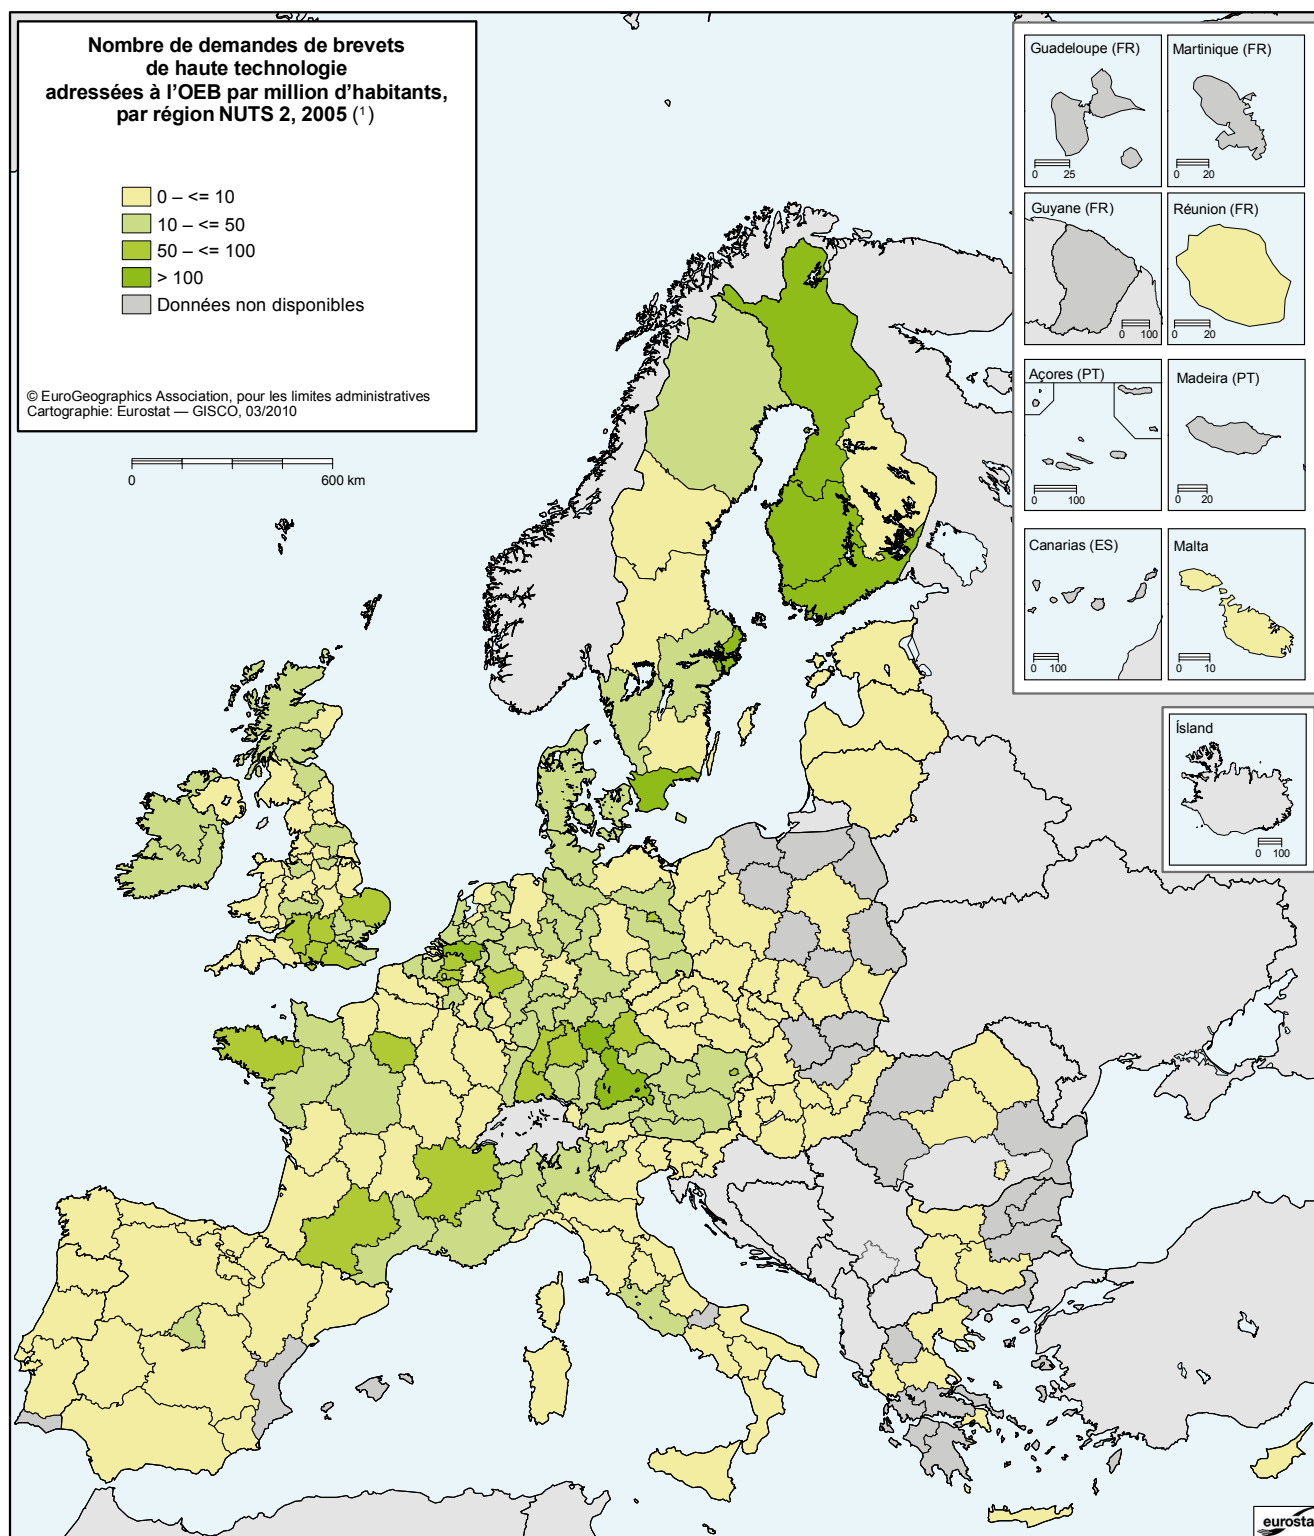 Nombre de demandes de brevets
de haute technologie
adressées à l'OEB par million d'habitants,
par région NUTS 2, 2005 (¹)
0 – <= 10
10 – <= 50
50 – <= 100
> 100
Données non disponibles
© EuroGeographics Association, pour les limites administratives
Cartographie: Eurostat — GISCO, 03/2010
0 600 km
Guadeloupe (FR)
0 25
Martinique (FR)
0 20
Guyane (FR)
0 100
Réunion (FR)
0 20
Açores (PT)
0 100
Madeira (PT)
0 20
Canarias (ES)
0 100
Malta
0 10
Ísland
0 100
eurosta